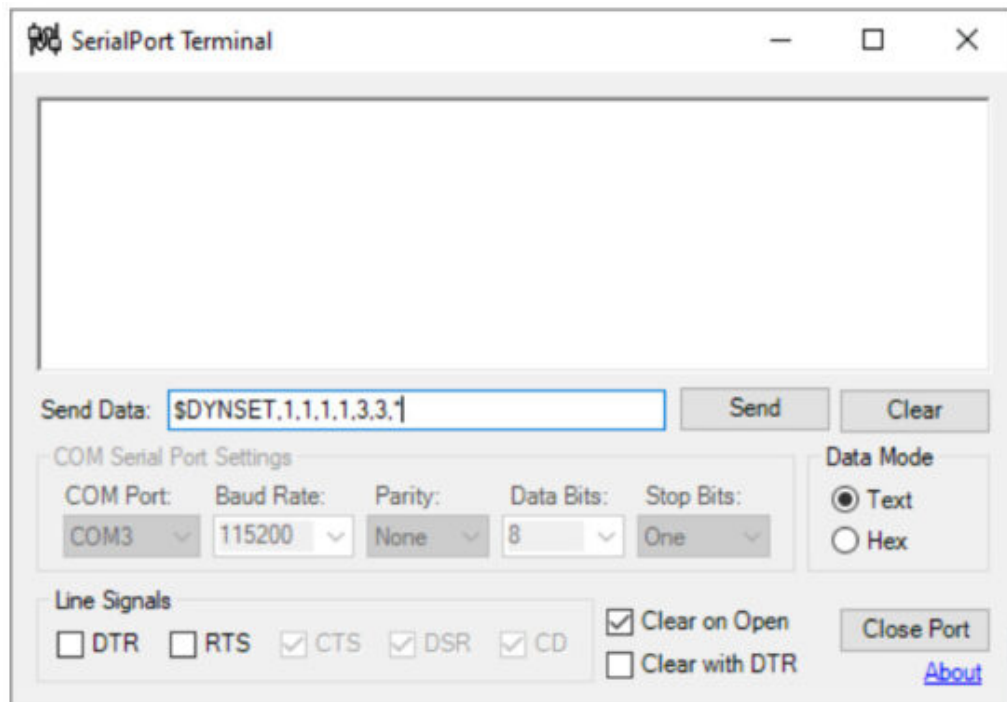 SerialPort Terminal
Send Data: $DYNSET,1,1,1,1,3,3,* Send Clear
COM Serial Port Settings Data Mode
COM Port: Baud Rate: Parity: Data Bits: Stop Bits:
COM3 115200 None 8 One
Text
Hex
Line Signals
DTR RTS CTS DSR CD
Clear on Open
Clear with DTR
Close Port
About